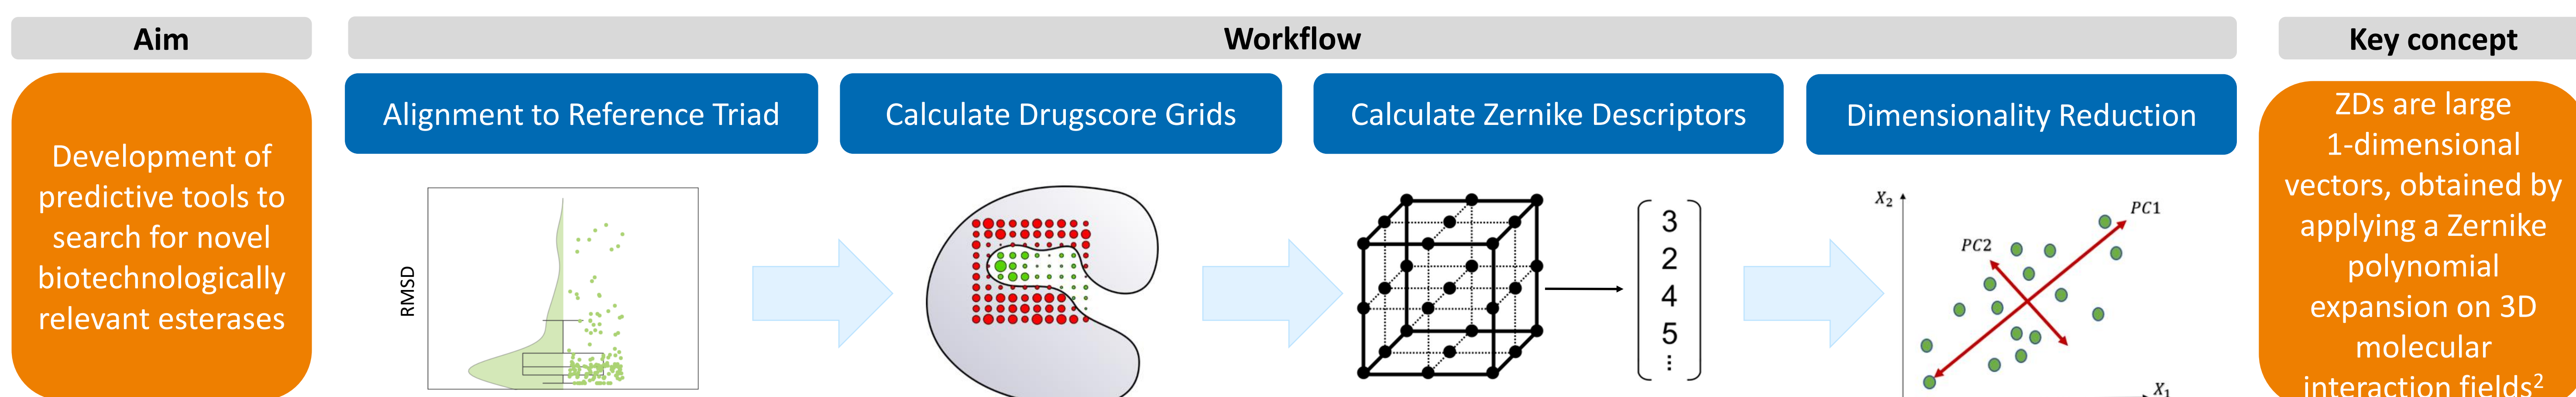 Aim
Development of
predictive tools to
search for novel
biotechnologically
relevant esterases
Workflow
Alignment to Reference Triad
RMSD
Calculate Drugscore Grids
Calculate Zernike Descriptors
3
2
4
5
⋮
Dimensionality Reduction
X₂
PC1
PC2
X₁
Key concept
ZDs are large
1-dimensional
vectors, obtained by
applying a Zernike
polynomial
expansion on 3D
molecular
interaction fields²